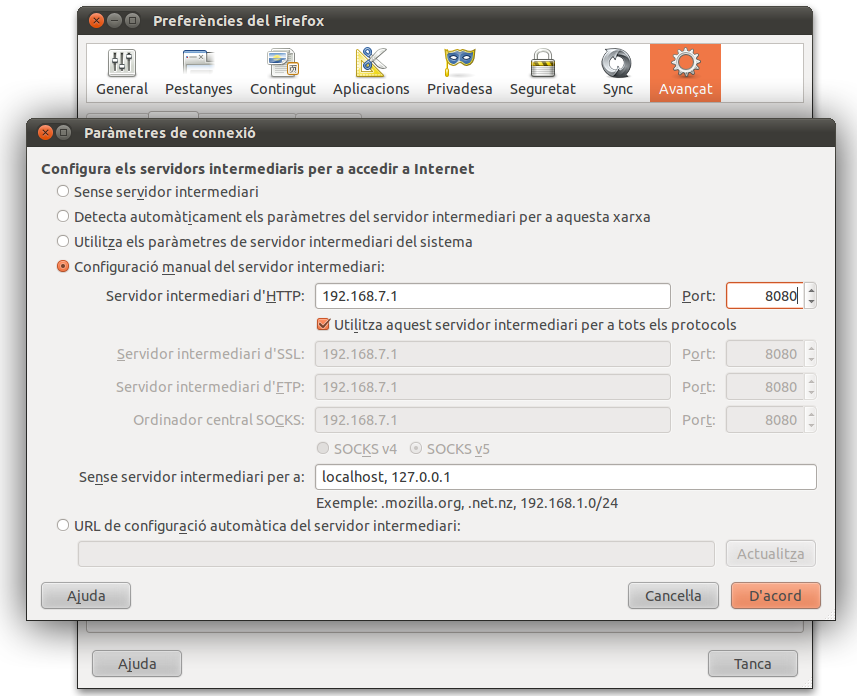 Preferències del Firefox
General Pestanyes Contingut Aplicacions Privadesa Seguretat Sync Avançat
Paràmetres de connexió
Configura els servidors intermediaris per a accedir a Internet
Sense servidor intermediari
Detecta automàticament els paràmetres del servidor intermediari per a aquesta xarxa
Utilitza els paràmetres de servidor intermediari del sistema
Configuració manual del servidor intermediari:
Servidor intermediari d'HTTP: 192.168.7.1 Port: 8080
Utilitza aquest servidor intermediari per a tots els protocols
Servidor intermediari d'SSL: 192.168.7.1 Port: 8080
Servidor intermediari d'FTP: 192.168.7.1 Port: 8080
Ordinador central SOCKS: 192.168.7.1 Port: 8080
SOCKS v4 SOCKS v5
Sense servidor intermediari per a: localhost, 127.0.0.1
Exemple: .mozilla.org, .net.nz, 192.168.1.0/24
URL de configuració automàtica del servidor intermediari:
Actualitza
Ajuda Cancel·la D'acord
Ajuda Tanca